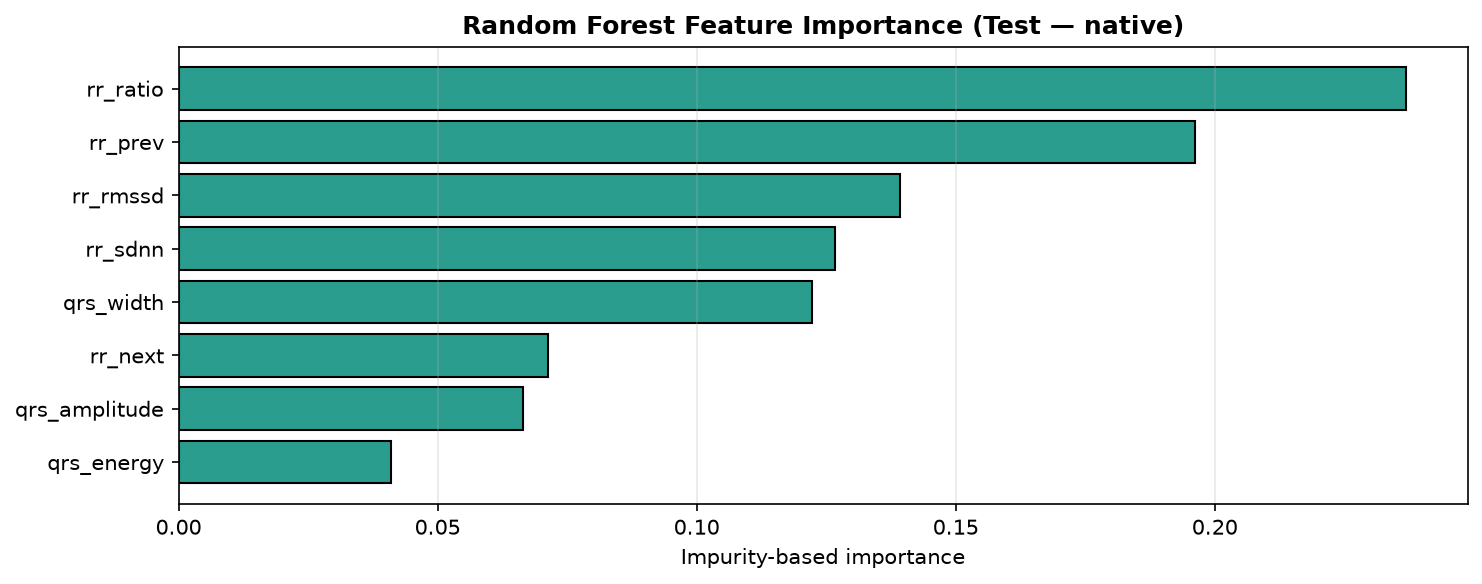 Random Forest Feature Importance (Test — native)
rr_ratio
rr_prev
rr_rmssd
rr_sdnn
qrs_width
rr_next
qrs_amplitude
qrs_energy
0.00 0.05 0.10 0.15 0.20
Impurity-based importance